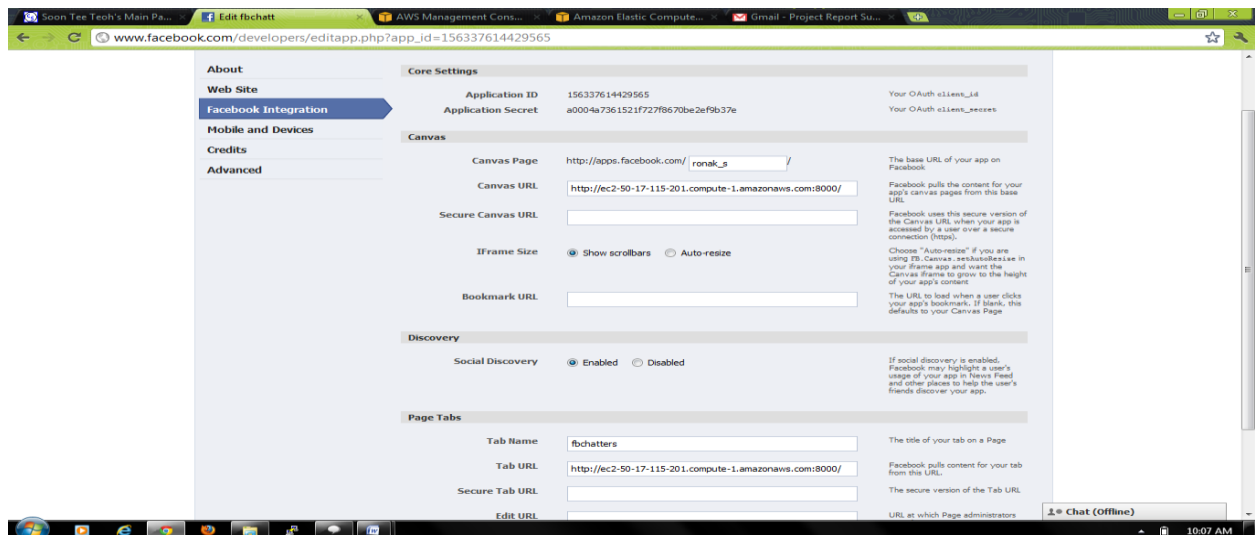 Soon Tee Teoh's Main Pa...
Edit fbchatt
AWS Management Cons...
Amazon Elastic Compute...
Gmail - Project Report Su...
www.facebook.com/developers/editapp.php?app_id=156337614429565
About
Web Site
Facebook Integration
Mobile and Devices
Credits
Advanced
Core Settings
Application ID 156337614429565 Your OAuth client_id
Application Secret a0004a7361521f727f8670be2ef9b37e Your OAuth client_secret
Canvas
Canvas Page http://apps.facebook.com/ ronak_s /
The base URL of your app on
Facebook
Canvas URL http://ec2-50-17-115-201.compute-1.amazonaws.com:8000/
Facebook pulls the content for your
app's canvas pages from this base
URL
Secure Canvas URL
Facebook uses this secure version of
the Canvas URL when your app is
accessed by a user over a secure
connection (https).
IFrame Size Show scrollbars Auto-resize
Choose "Auto-resize" if you are
using FB.Canvas.setAutoResize in
your iframe app and want the
Canvas iframe to grow to the height
of your app's content
Bookmark URL
The URL to load when a user clicks
your app's bookmark. If blank, this
defaults to your Canvas Page
Discovery
Social Discovery Enabled Disabled
If social discovery is enabled,
Facebook may highlight a user's
usage of your app in News Feed
and other places to help the user's
friends discover your app.
Page Tabs
Tab Name fbchatters The title of your tab on a Page
Tab URL http://ec2-50-17-115-201.compute-1.amazonaws.com:8000/
Facebook pulls content for your tab
from this URL.
Secure Tab URL The secure version of the Tab URL
Edit URL URL at which Page administrators
Chat (Offline)
10:07 AM